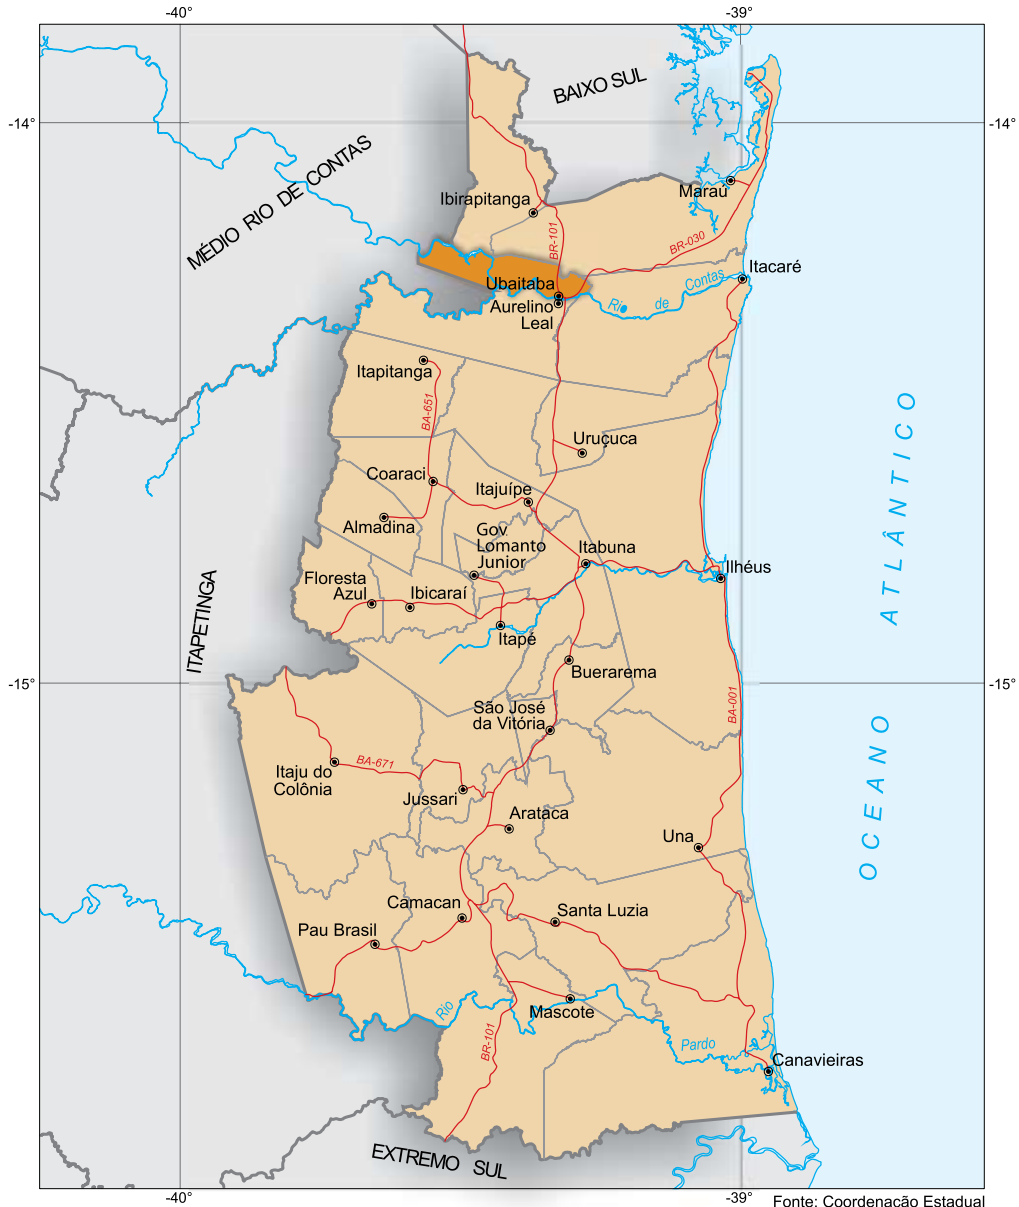 -40°
-39°
BAIXO SUL
-14°
-14°
MÉDIO RIO DE CONTAS
Maraú
Ibirapitanga
BR-101
BR-030
Itacaré
Ubaitaba
Rio de Contas
Aurelino
Leal
Itapitanga
BA-651
OCEANO ATLÂNTICO
Uruçuca
Coaraci
Itajuípe
Almadina
Gov.
Lomanto
Junior
Itabuna
Ilhéus
Floresta
Azul
Ibicaraí
ITAPETINGA
Itapé
Buerarema
-15°
-15°
BA-001
São José
da Vitória
BA-671
Itaju do
Colônia
Jussari
Arataca
Una
Camacan
Santa Luzia
Pau Brasil
Rio
Mascote
BR-101
Pardo
Canavieiras
EXTREMO SUL
-40°
-39°
Fonte: Coordenacão Estadual